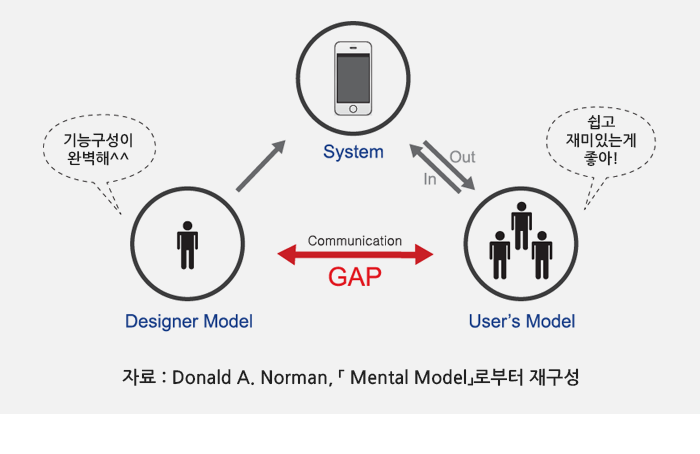 System
기능구성이
완벽해^^
쉽고
재미있는게
좋아!
Out
In
Communication
GAP
Designer Model
User's Model
자료 : Donald A. Norman, 「 Mental Model」로부터 재구성